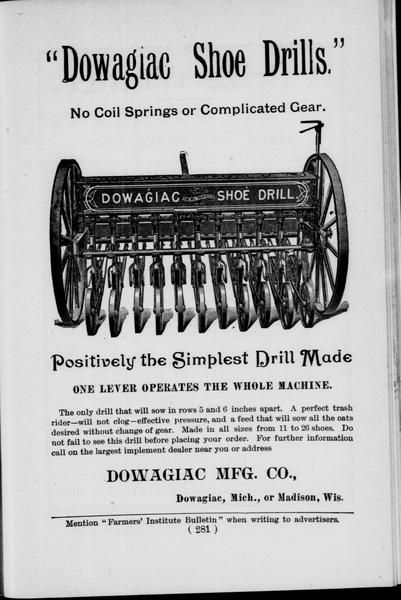 "Dowagiac Shoe Drills."
No Coil Springs or Complicated Gear.
DOWAGIAC SHOE DRILL
Positively the Simplest Drill Made
ONE LEVER OPERATES THE WHOLE MACHINE.
The only drill that will sow in rows 5 and 6 inches apart. A perfect trash
rider—will not clog—effective pressure, and a feed that will sow all the oats
desired without change of gear. Made in all sizes from 11 to 26 shoes. Do
not fail to see this drill before placing your order. For further information
call on the largest implement dealer near you or address
DOWAGIAC MFG. CO.,
Dowagiac, Mich., or Madison, Wis.
Mention "Farmers' Institute Bulletin" when writing to advertisers.
( 281 )